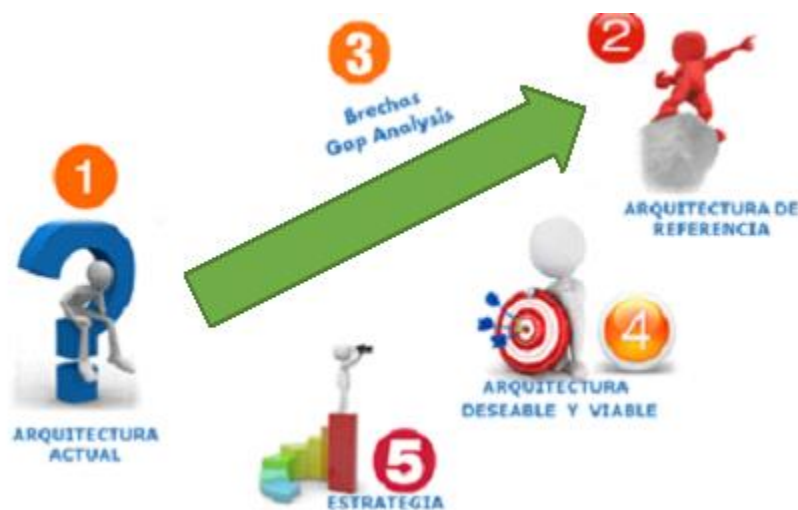 1
ARQUITECTURA
ACTUAL
2
ARQUITECTURA DE
REFERENCIA
3
Brechas
Gap Analysis
4
ARQUITECTURA
DESEABLE Y VIABLE
5
ESTRATEGIA